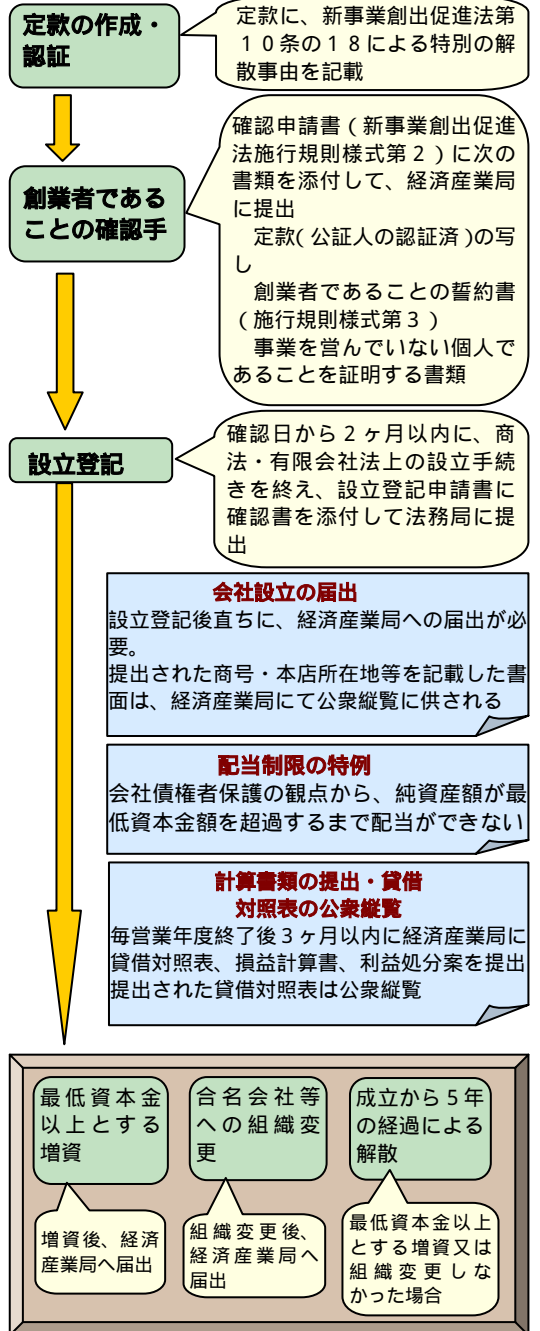 定款の作成・
認証
定款に、新事業創出促進法第
１０条の１８による特別の解
散事由を記載
創業者である
ことの確認手
確認申請書（新事業創出促進
法施行規則様式第２）に次の
書類を添付して、経済産業局
に提出
定款(公証人の認証済)の写
し
創業者であることの誓約書
（施行規則様式第３）
事業を営んでいない個人で
あることを証明する書類
設立登記
確認日から２ヶ月以内に、商
法・有限会社法上の設立手続
きを終え、設立登記申請書に
確認書を添付して法務局に提
出
会社設立の届出
設立登記後直ちに、経済産業局への届出が必
要。
提出された商号・本店所在地等を記載した書
面は、経済産業局にて公衆縦覧に供される
配当制限の特例
会社債権者保護の観点から、純資産額が最
低資本金額を超過するまで配当ができない
計算書類の提出・貸借
対照表の公衆縦覧
毎営業年度終了後３ヶ月以内に経済産業局に
貸借対照表、損益計算書、利益処分案を提出
提出された貸借対照表は公衆縦覧
最低資本金
以上とする
増資
増資後、経済
産業局へ届出
合名会社等
への組織変
更
組織変更後、
経済産業局へ
届出
成立から５年
の経過による
解散
最低資本金以上
とする増資又は
組織変更しな
かった場合